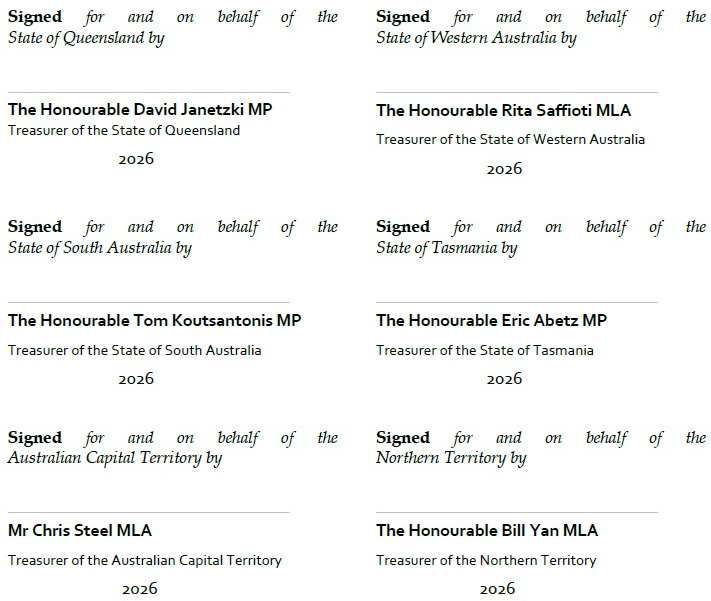 Signed for and on behalf of the
State of Queensland by
The Honourable David Janetzki MP
Treasurer of the State of Queensland
2026
Signed for and on behalf of the
State of Western Australia by
The Honourable Rita Saffioti MLA
Treasurer of the State of Western Australia
2026
Signed for and on behalf of the
State of South Australia by
The Honourable Tom Koutsantonis MP
Treasurer of the State of South Australia
2026
Signed for and on behalf of the
State of Tasmania by
The Honourable Eric Abetz MP
Treasurer of the State of Tasmania
2026
Signed for and on behalf of the
Australian Capital Territory by
Mr Chris Steel MLA
Treasurer of the Australian Capital Territory
2026
Signed for and on behalf of the
Northern Territory by
The Honourable Bill Yan MLA
Treasurer of the Northern Territory
2026